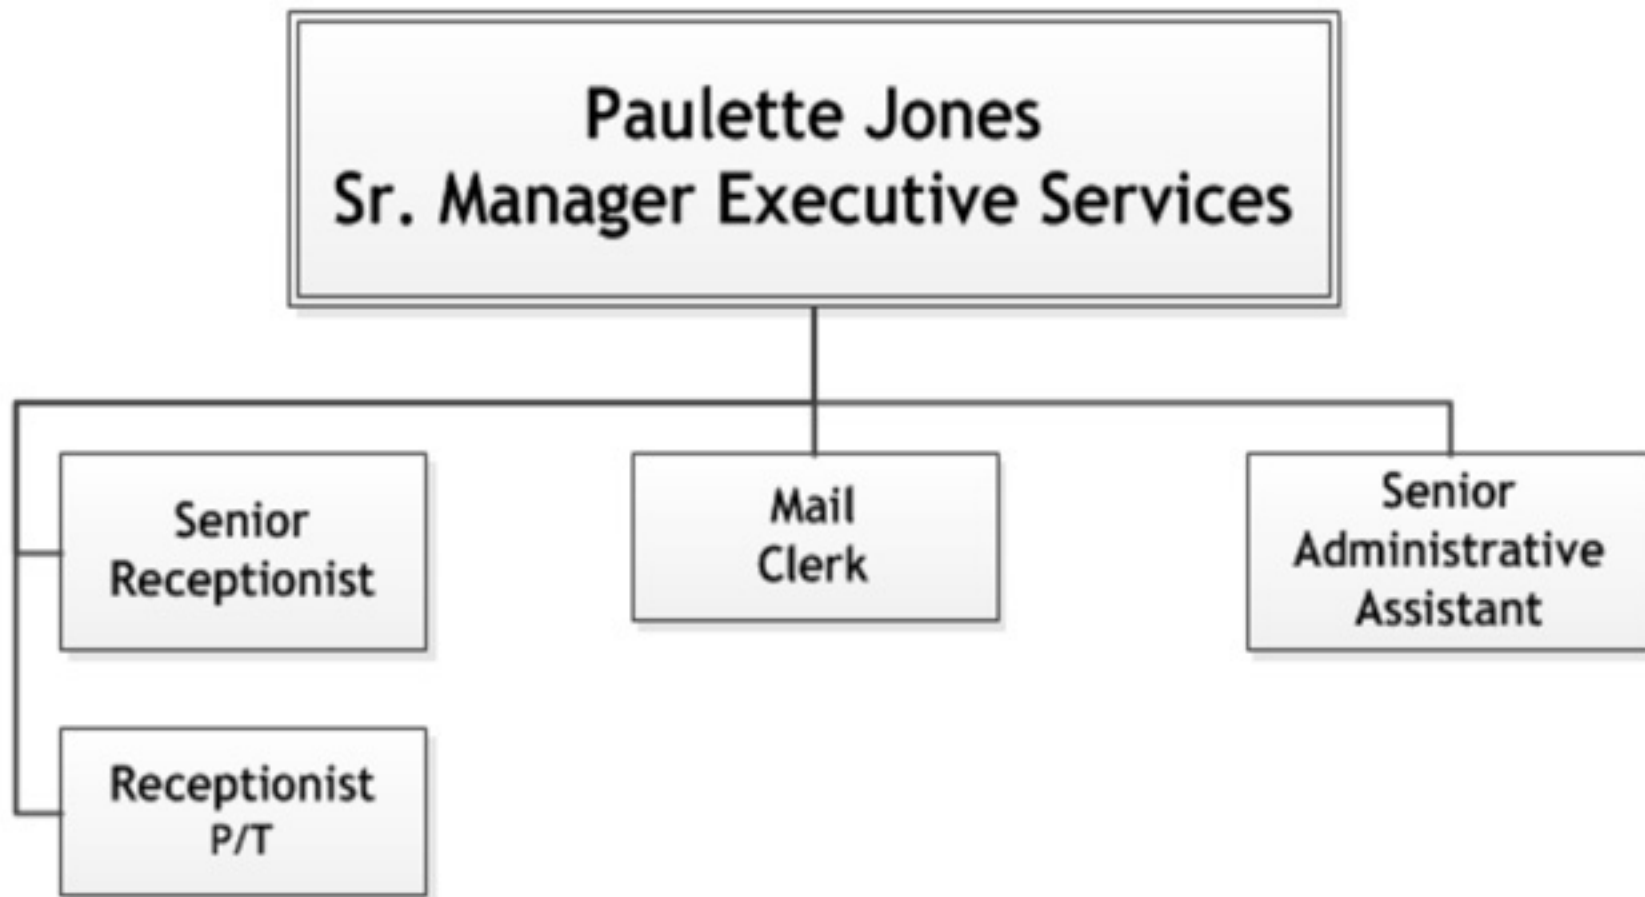 Paulette Jones
Sr. Manager Executive Services
Senior
Receptionist
Mail
Clerk
Senior
Administrative
Assistant
Receptionist
P/T